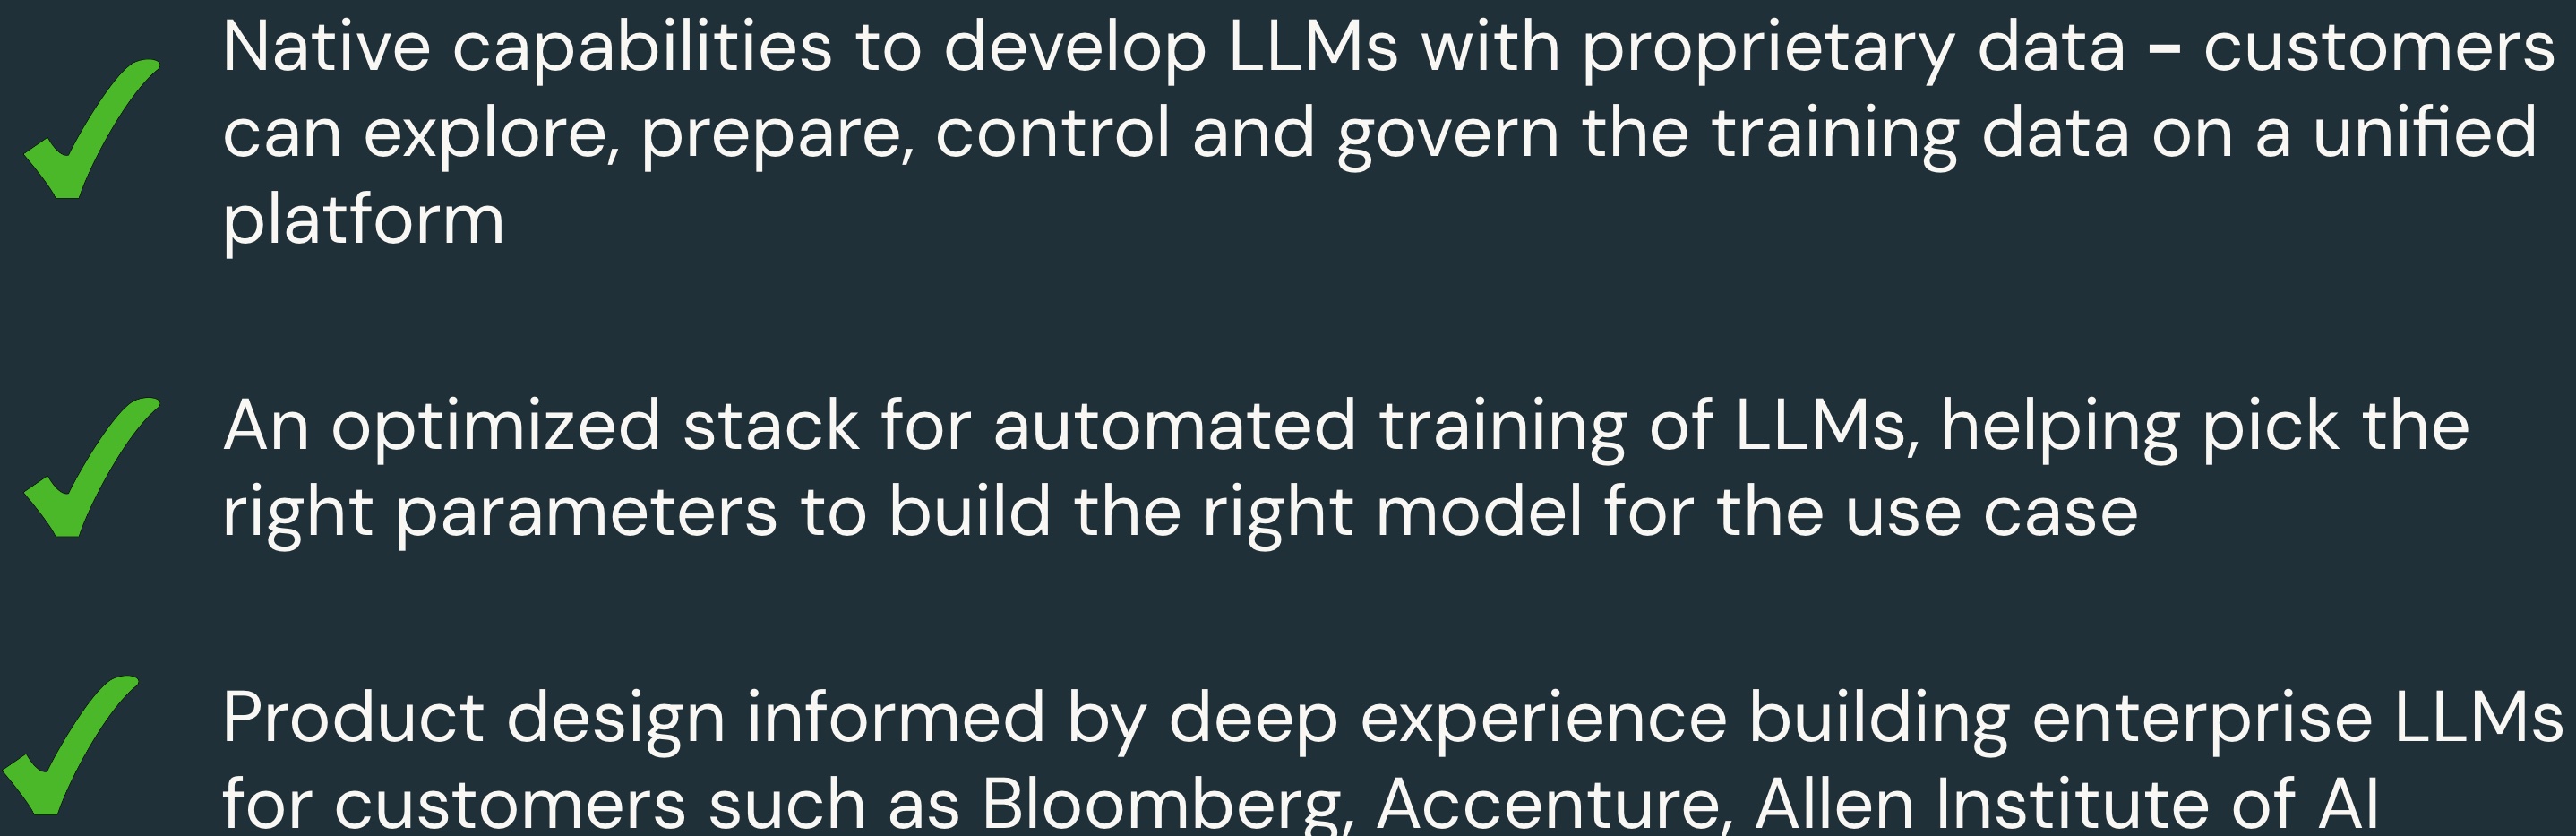 Native capabilities to develop LLMs with proprietary data - customers
can explore, prepare, control and govern the training data on a unified
platform
An optimized stack for automated training of LLMs, helping pick the
right parameters to build the right model for the use case
Product design informed by deep experience building enterprise LLMs
for customers such as Bloomberg, Accenture, Allen Institute of AI